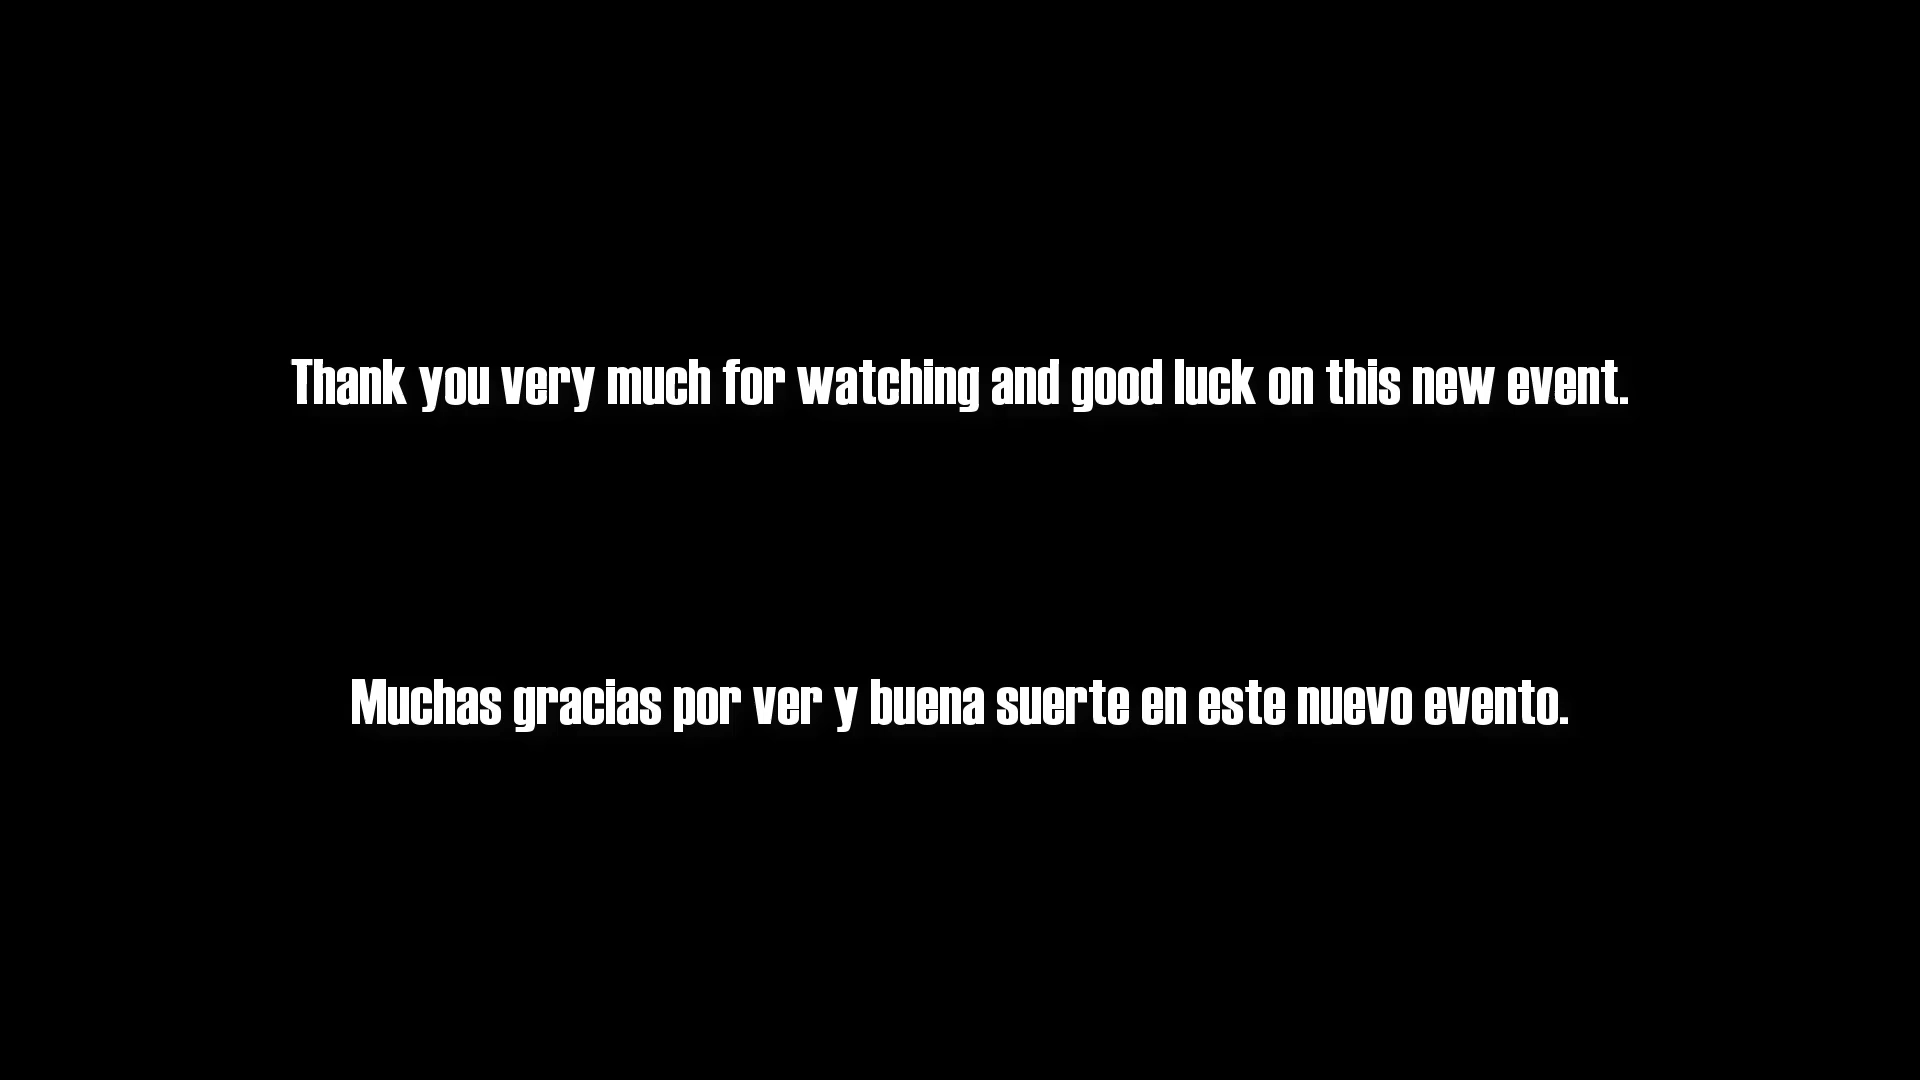 Thank you very much for watching and good luck on this new event.
Muchas gracias por ver y buena suerte en este nuevo evento.